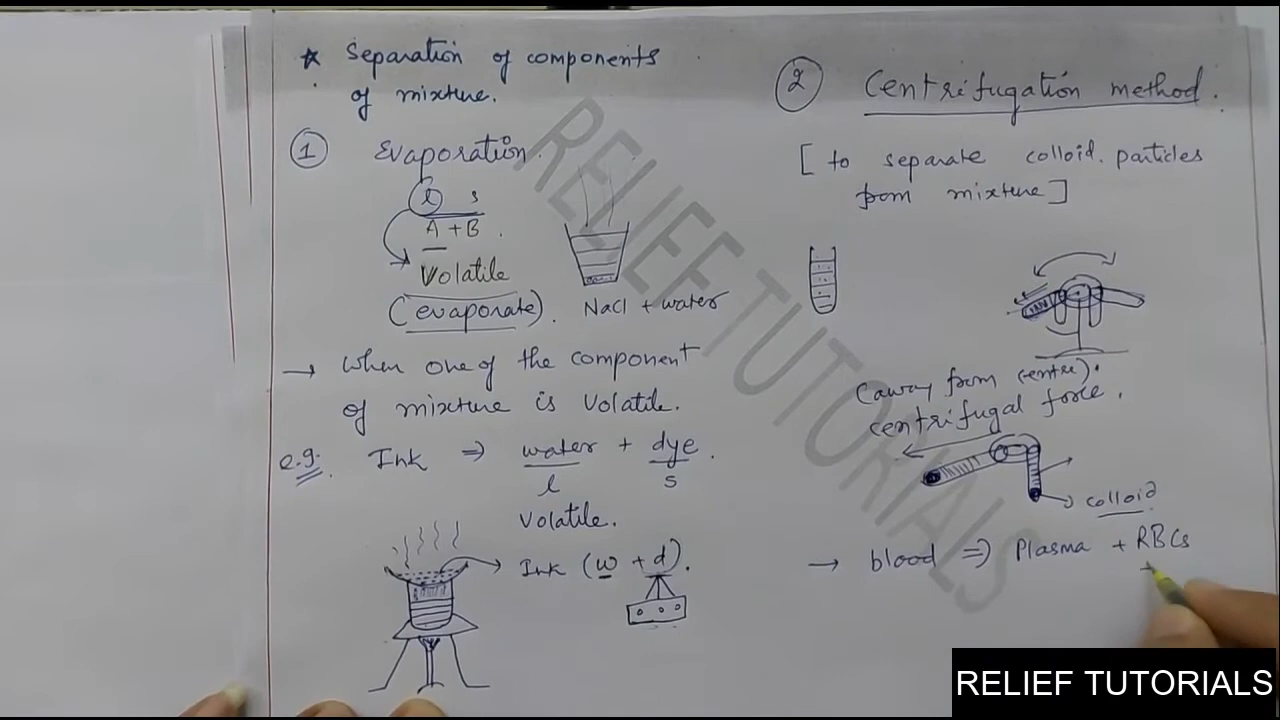 * Separation of components
of mixture.
① Evaporation.
l s
A + B.
Volatile
(evaporate).
NaCl + water
→ When one of the component
of mixture is Volatile.
e.g. Ink ⇒ water + dye.
l s
Volatile.
Ink (w + d).
② Centrifugation method.
[ to separate colloid particles
from mixture ]
(away from centre).
centrifugal force.
colloid
→ blood ⇒ Plasma + RBCs
RELIEF TUTORIALS
RELIEF TUTORIALS